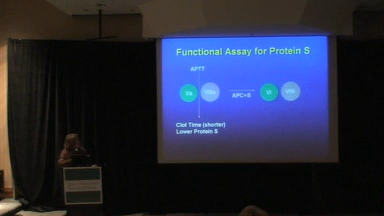 Functional Assay for Protein S
APTT
Va
VIIIa
APC+S
Vi
VIIIi
Clot Time (shorter)
Lower Protein S